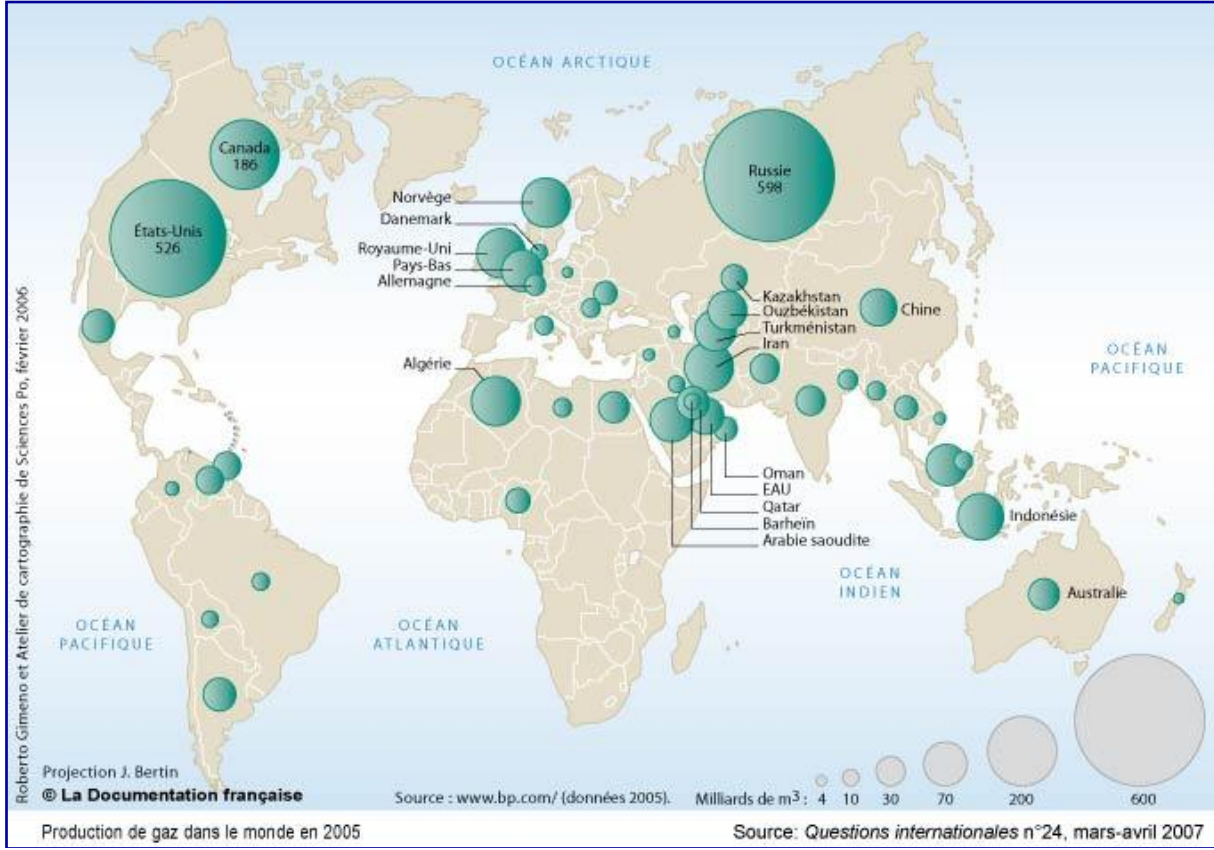 OCÉAN ARCTIQUE
Canada
186
Russie
598
Norvège
Danemark
États-Unis
526
Royaume-Uni
Pays-Bas
Allemagne
Kazakhstan
Ouzbékistan
Turkménistan
Iran
Chine
OCÉAN
PACIFIQUE
Algérie
Oman
EAU
Qatar
Barheïn
Arabie saoudite
Indonésie
OCÉAN
INDIEN
Australie
OCÉAN
PACIFIQUE
OCÉAN
ATLANTIQUE
Roberto Gimeno et Atelier de cartographie de Sciences Po, février 2006
Projection J. Bertin
© La Documentation française
Source : www.bp.com/ (données 2005).
Milliards de m³ : 4 10 30 70 200 600
Production de gaz dans le monde en 2005
Source: Questions internationales n°24, mars-avril 2007